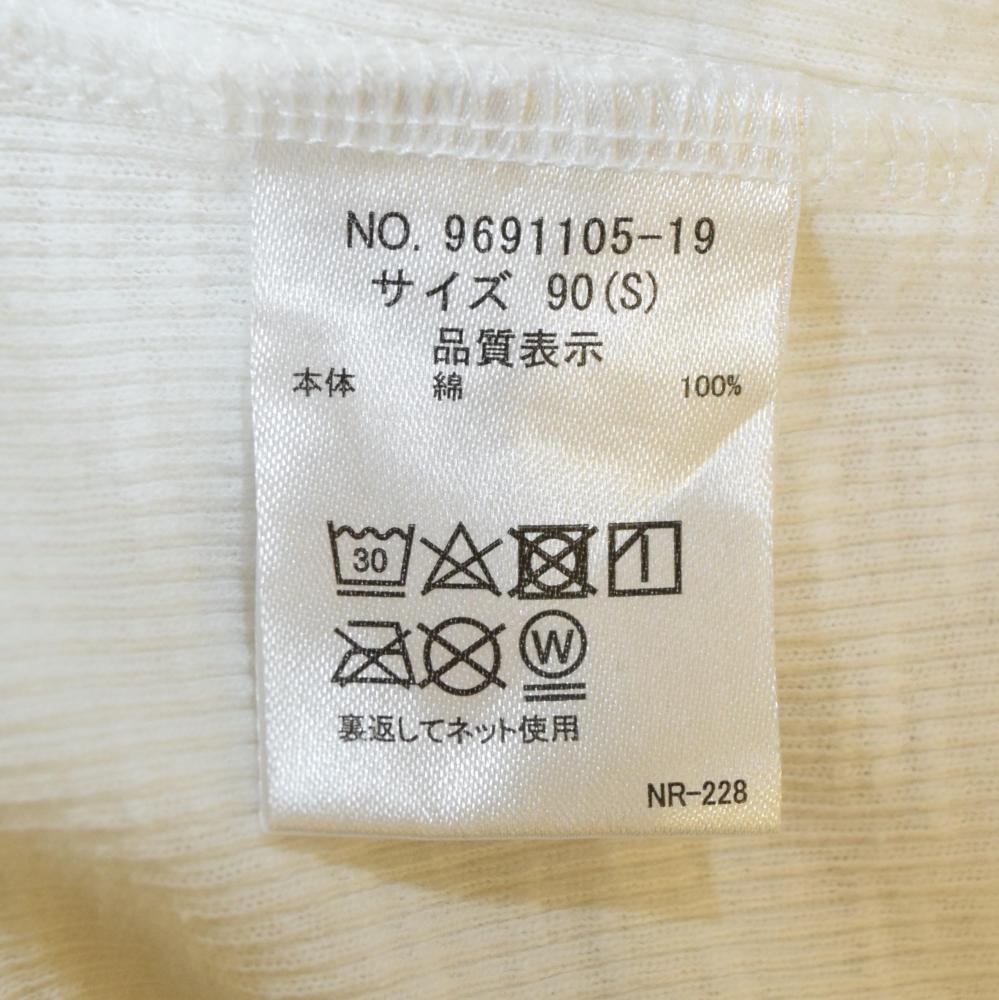 NO. 9691105-19
サイズ 90(S)
品質表示
本体 綿 100%
30
W
裏返してネット使用
NR-228